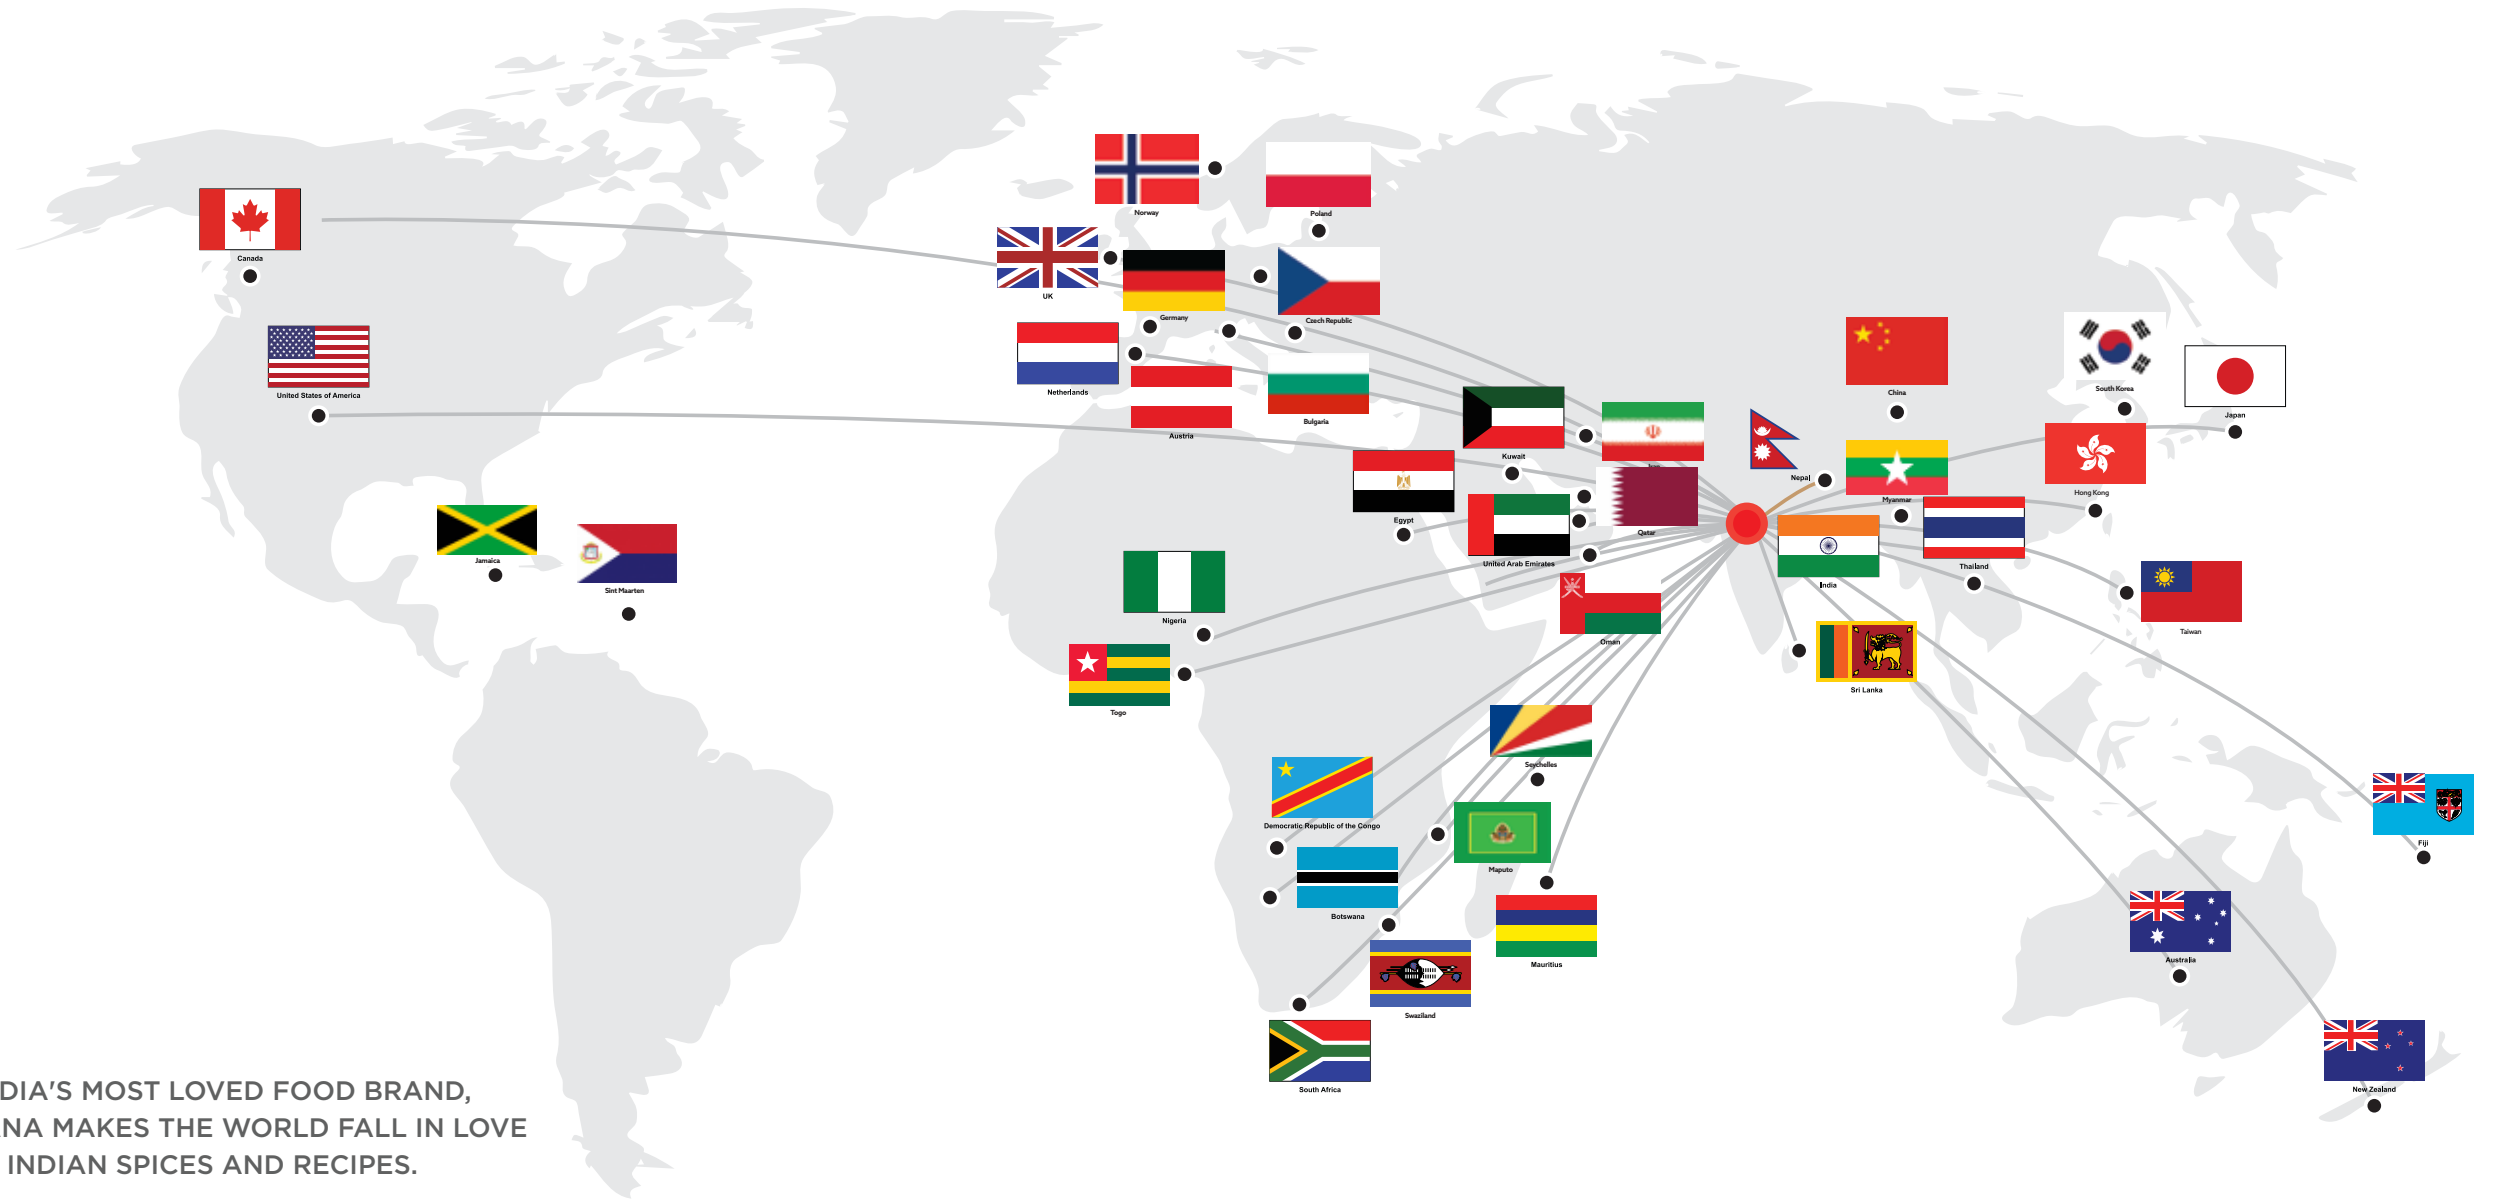 Norway
Poland
Canada
UK
Germany
Czech Republic
United States of America
Netherlands
Austria
Bulgaria
Kuwait
China
South Korea
Japan
Nepal
Myanmar
Hong Kong
Egypt
Qatar
United Arab Emirates
Thailand
India
Jamaica
Sint Maarten
Nigeria
Oman
Taiwan
Sri Lanka
Togo
Seychelles
Democratic Republic of the Congo
Maputo
Fiji
Botswana
Mauritius
Australia
Swaziland
South Africa
New Zealand
DIA'S MOST LOVED FOOD BRAND,
NA MAKES THE WORLD FALL IN LOVE
INDIAN SPICES AND RECIPES.